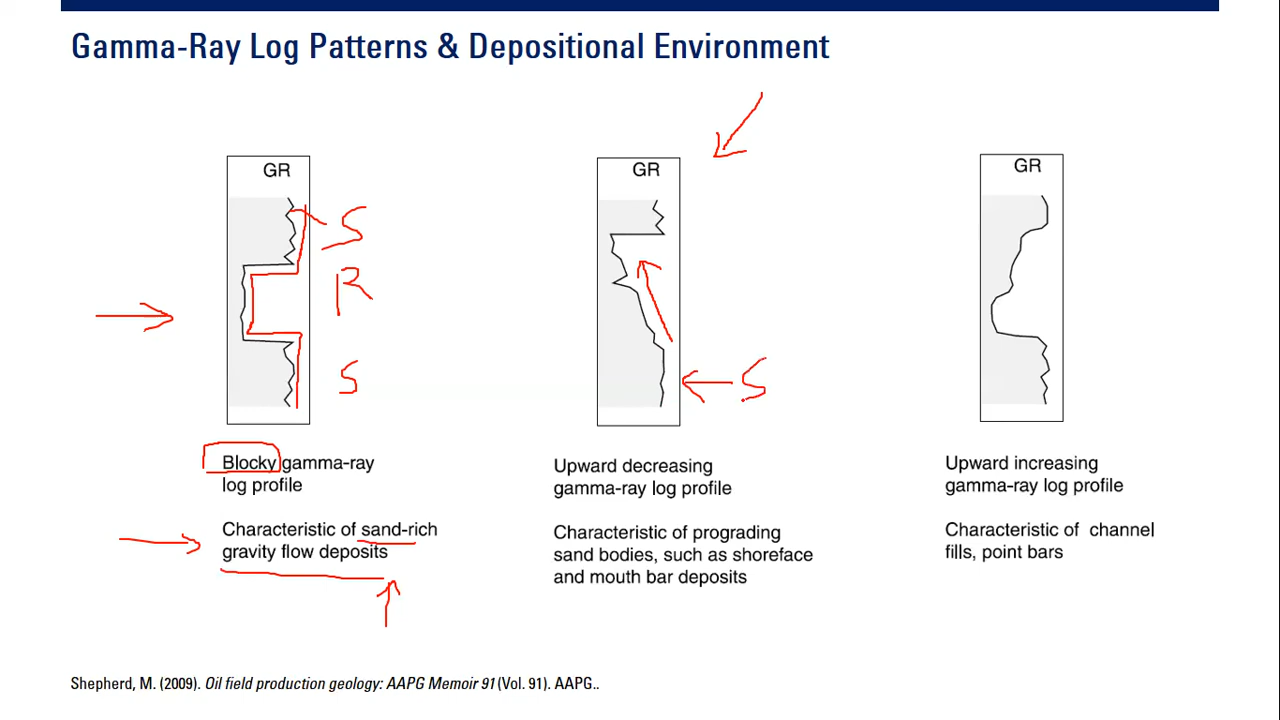 Gamma-Ray Log Patterns & Depositional Environment
GR
S
R
S
Blocky gamma-ray
log profile
Characteristic of sand-rich
gravity flow deposits
GR
S
Upward decreasing
gamma-ray log profile
Characteristic of prograding
sand bodies, such as shoreface
and mouth bar deposits
GR
Upward increasing
gamma-ray log profile
Characteristic of channel
fills, point bars
Shepherd, M. (2009). Oil field production geology: AAPG Memoir 91 (Vol. 91). AAPG..